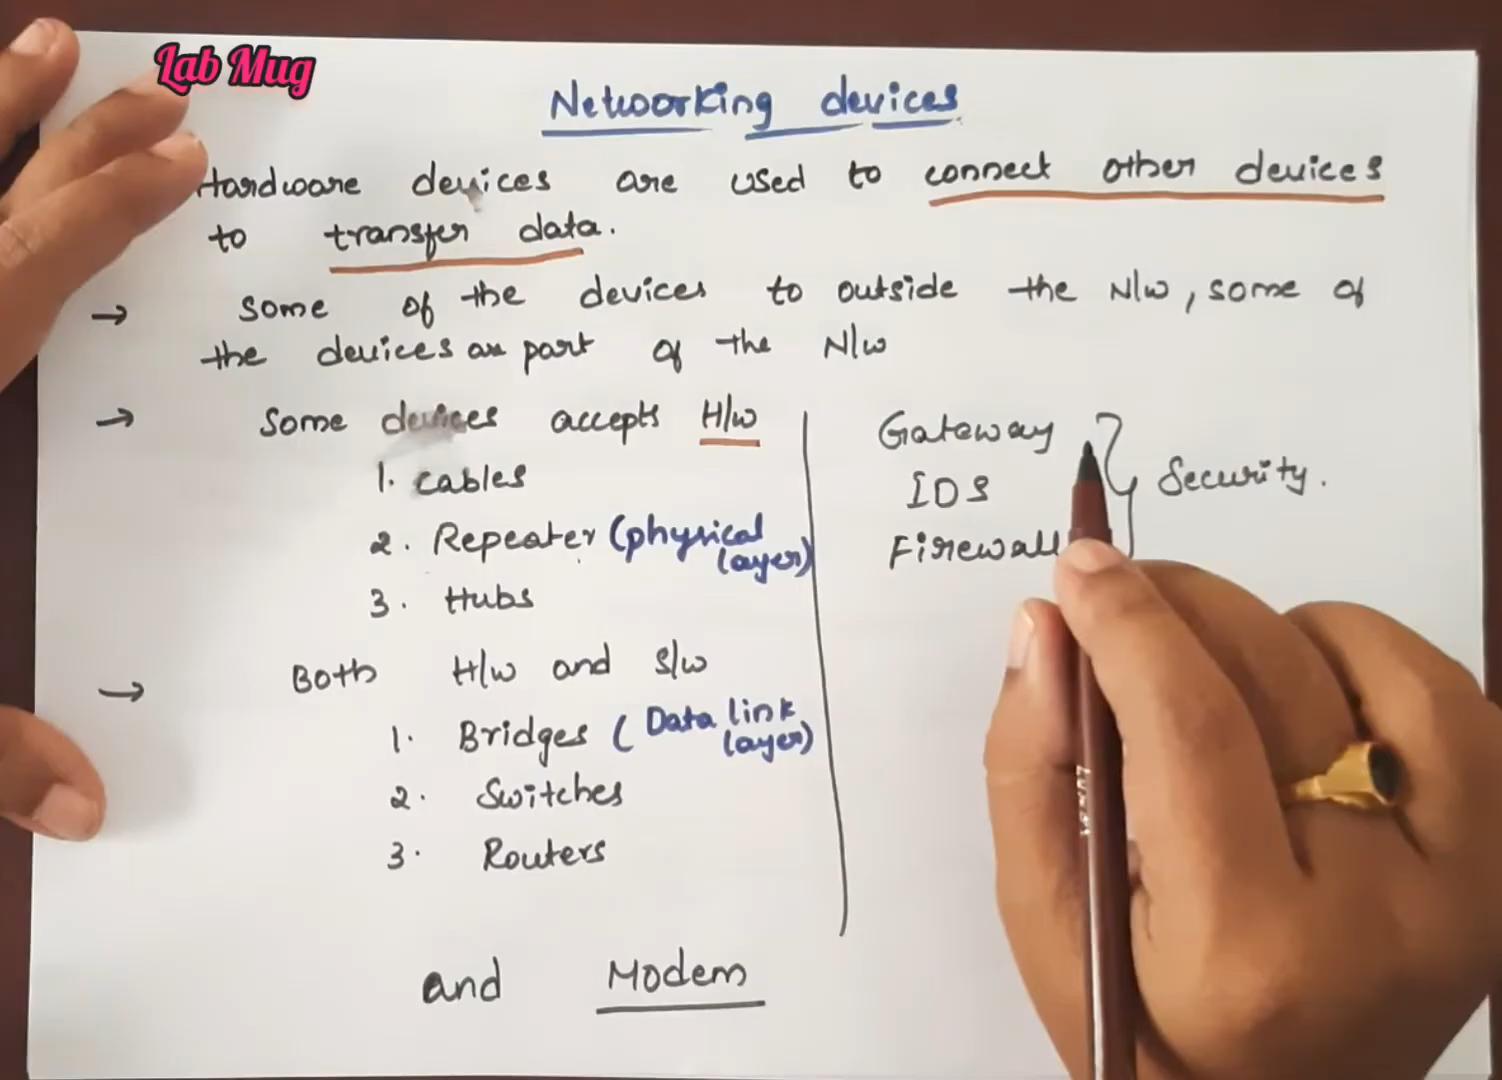 Lab Mug
Networking devices
Hardware devices are used to connect other devices
to transfer data.
→ Some of the devices to outside the N/w, some of
the devices are part of the N/w
→ Some devices accepts H/w
1. cables
2. Repeater (physical
layer)
3. Hubs
→ Both H/w and S/w
1. Bridges ( Data link
layer)
2. Switches
3. Routers
and Modem
Gateway
IDS
Firewall
Security.